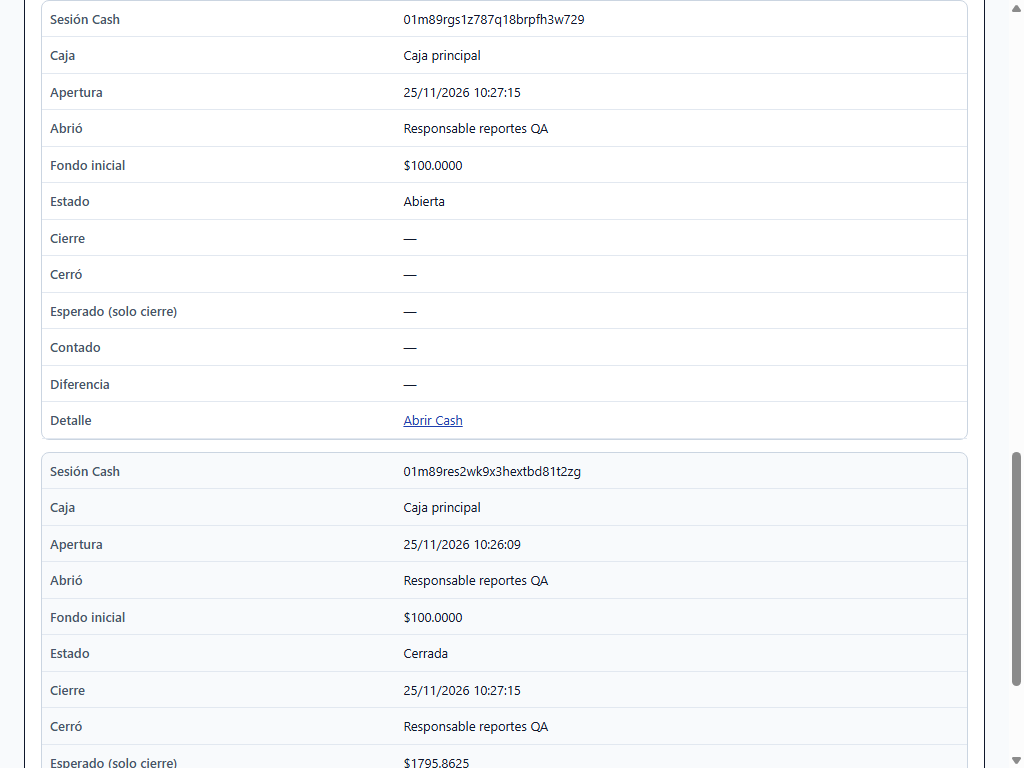 Sesión Cash 01m89rgs1z787q18brpfh3w729
Caja Caja principal
Apertura 25/11/2026 10:27:15
Abrió Responsable reportes QA
Fondo inicial $100.0000
Estado Abierta
Cierre —
Cerró —
Esperado (solo cierre) —
Contado —
Diferencia —
Detalle Abrir Cash
Sesión Cash 01m89res2wk9x3hextbd81t2zg
Caja Caja principal
Apertura 25/11/2026 10:26:09
Abrió Responsable reportes QA
Fondo inicial $100.0000
Estado Cerrada
Cierre 25/11/2026 10:27:15
Cerró Responsable reportes QA
Esperado (solo cierre) $1795.8625